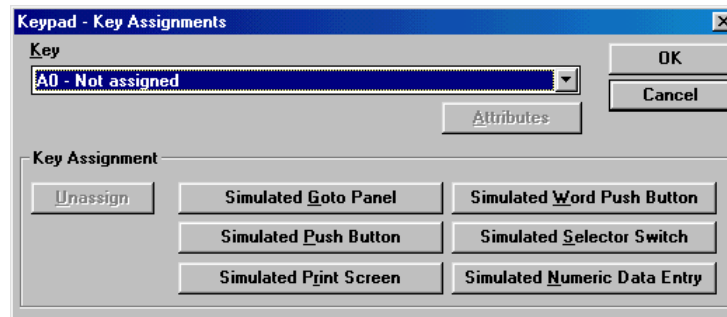 Keypad - Key Assignments
Key
OK
A0 - Not assigned
Cancel
Attributes
Key Assignment
Unassign
Simulated Goto Panel
Simulated Word Push Button
Simulated Push Button
Simulated Selector Switch
Simulated Print Screen
Simulated Numeric Data Entry